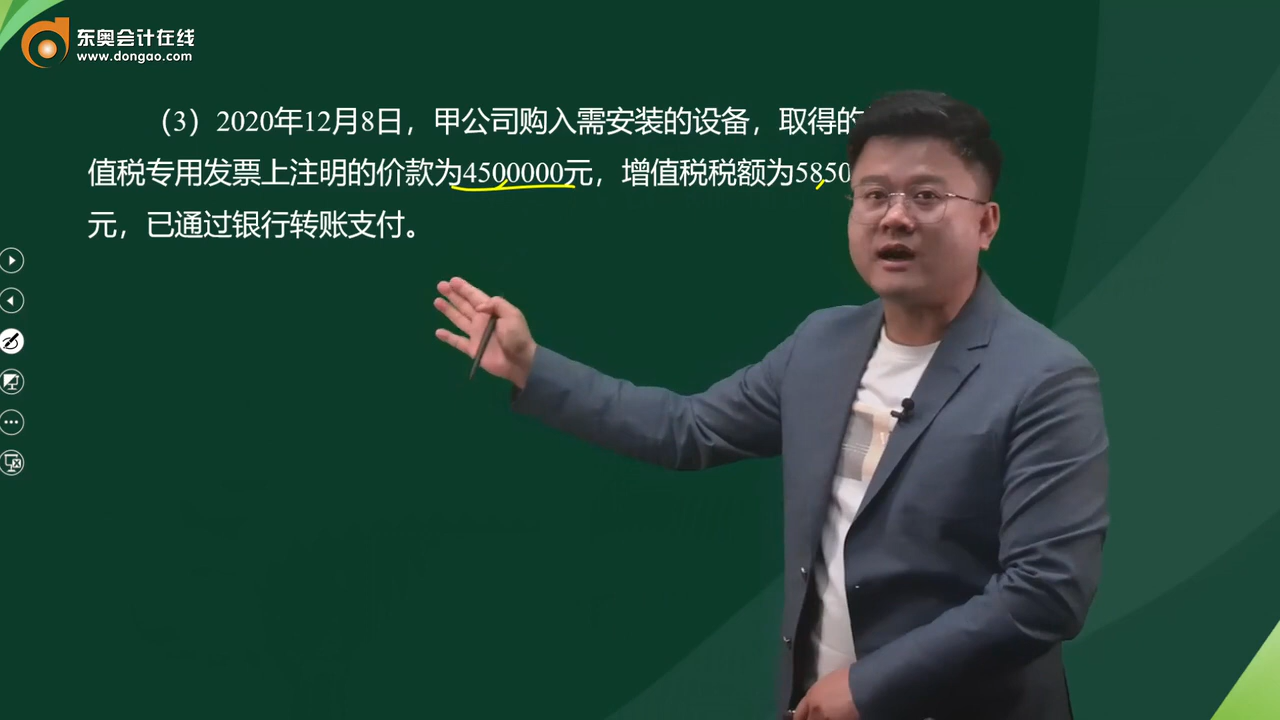 东奥会计在线
www.dongao.com
（3）2020年12月8日，甲公司购入需安装的设备，取得的
值税专用发票上注明的价款为4500000元，增值税税额为5850
元，已通过银行转账支付。